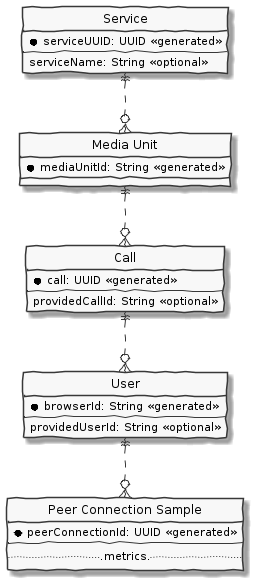 Service
serviceUUID: UUID «generated»
serviceName: String «optional»
Media Unit
mediaUnitId: String «generated»
Call
call: UUID «generated»
providedCallId: String «optional»
User
browserId: String «generated»
providedUserId: String «optional»
Peer Connection Sample
peerConnectionId: UUID «generated»
metrics